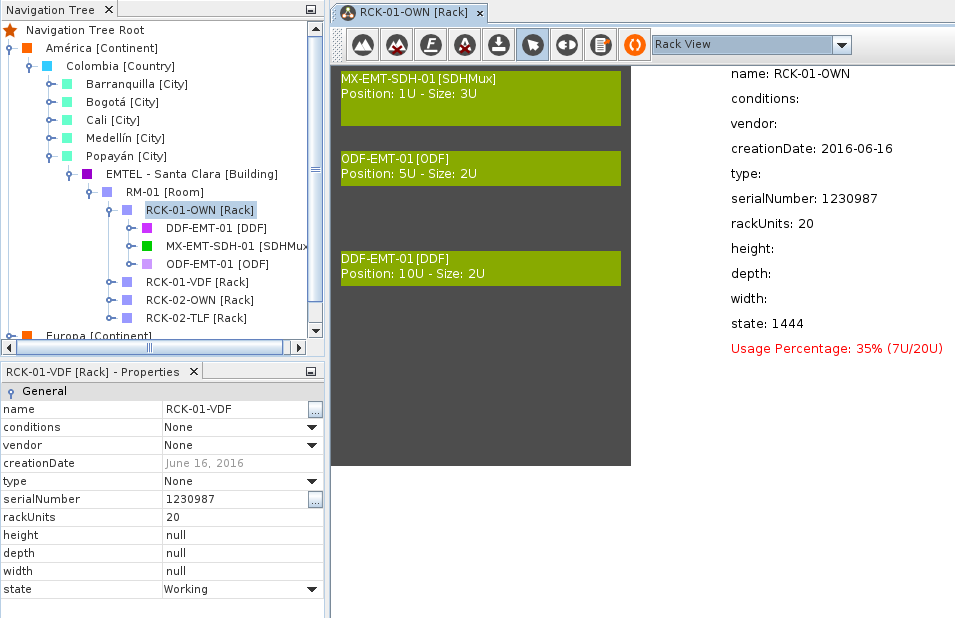 Navigation Tree
Navigation Tree Root
América [Continent]
Colombia [Country]
Barranquilla [City]
Bogotá [City]
Cali [City]
Medellín [City]
Popayán [City]
EMTEL - Santa Clara [Building]
RM-01 [Room]
RCK-01-OWN [Rack]
DDF-EMT-01 [DDF]
MX-EMT-SDH-01 [SDHMux
ODF-EMT-01 [ODF]
RCK-01-VDF [Rack]
RCK-02-OWN [Rack]
RCK-02-TLF [Rack]
Europa [Continent]
RCK-01-VDF [Rack] - Properties
General
name RCK-01-VDF ...
conditions None
vendor None
creationDate June 16, 2016
type None
serialNumber 1230987 ...
rackUnits 20
height null
depth null
width null
state Working
RCK-01-OWN [Rack]
F
Rack View
MX-EMT-SDH-01[SDHMux]
Position: 1U - Size: 3U
ODF-EMT-01[ODF]
Position: 5U - Size: 2U
DDF-EMT-01[DDF]
Position: 10U - Size: 2U
name: RCK-01-OWN
conditions:
vendor:
creationDate: 2016-06-16
type:
serialNumber: 1230987
rackUnits: 20
height:
depth:
width:
state: 1444
Usage Percentage: 35% (7U/20U)